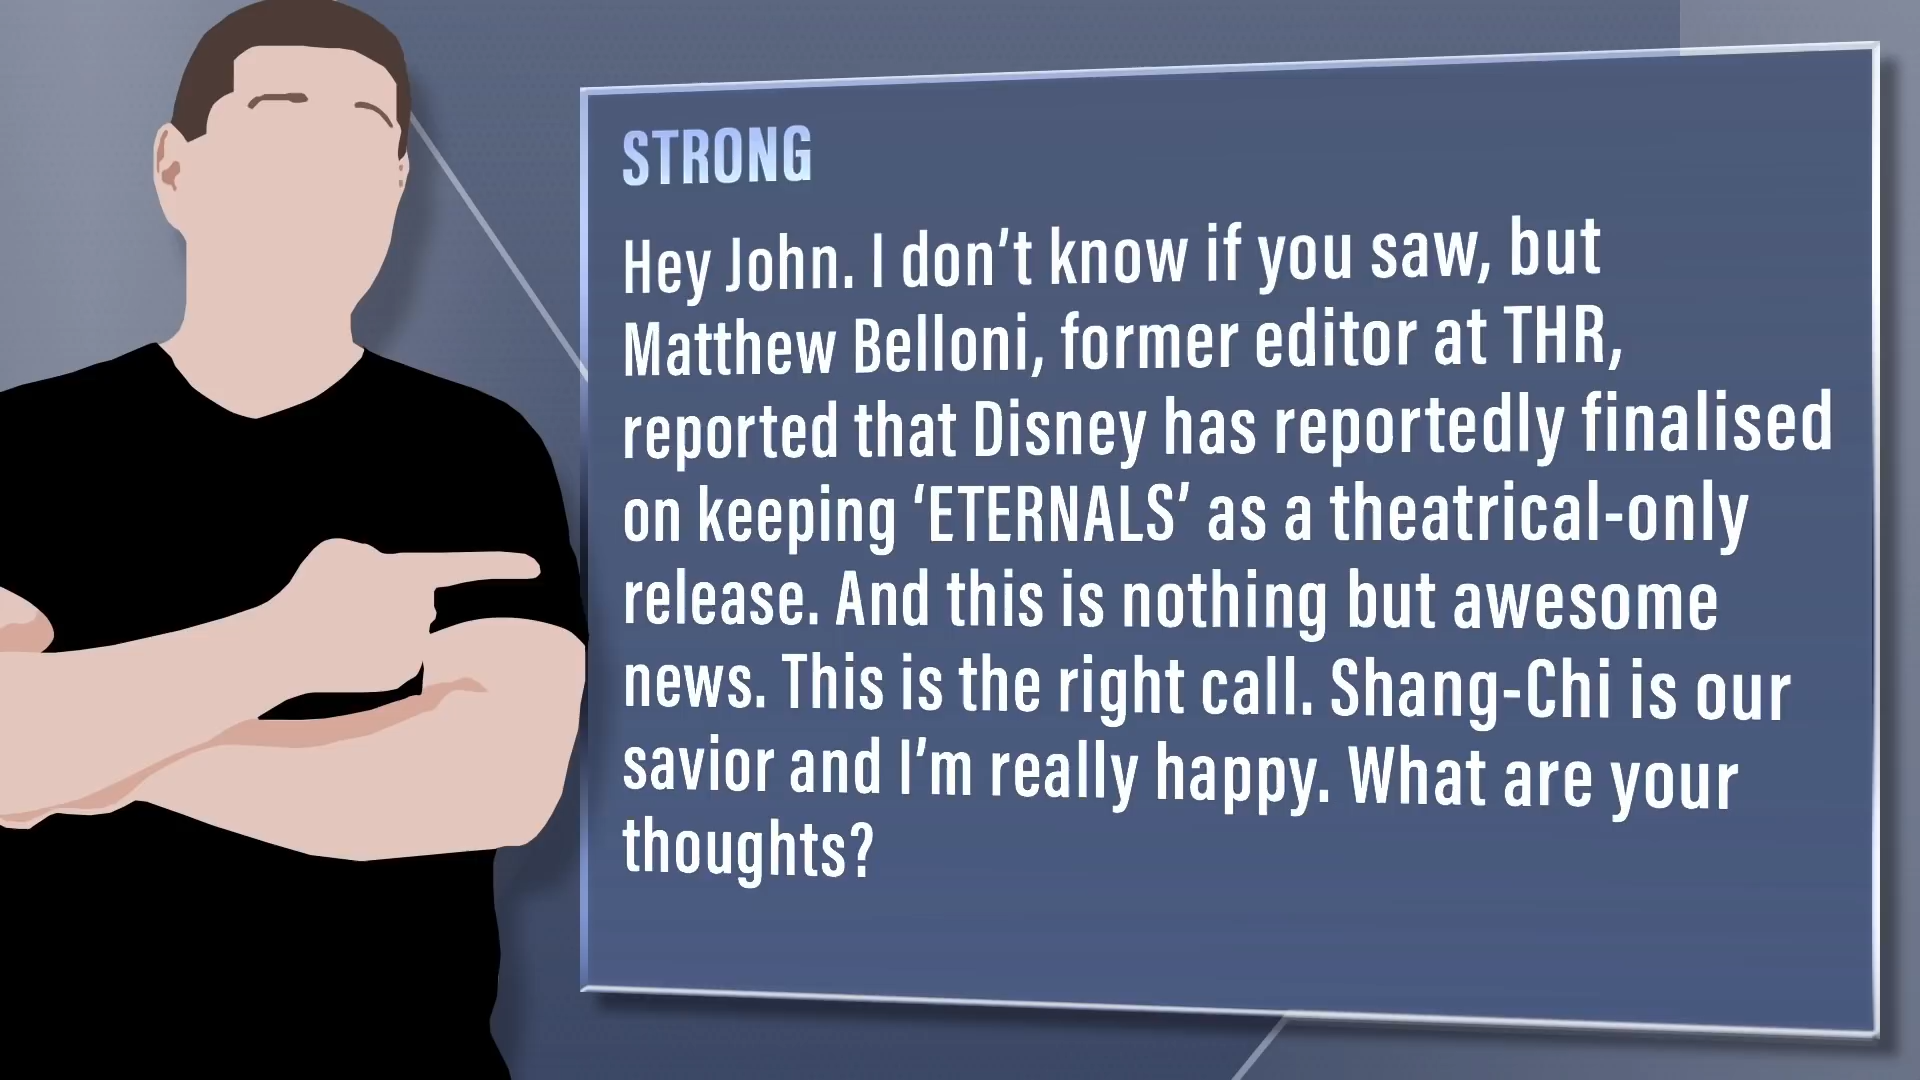 STRONG
Hey John. I don’t know if you saw, but
Matthew Belloni, former editor at THR,
reported that Disney has reportedly finalised
on keeping ‘ETERNALS’ as a theatrical-only
release. And this is nothing but awesome
news. This is the right call. Shang-Chi is our
savior and I’m really happy. What are your
thoughts?